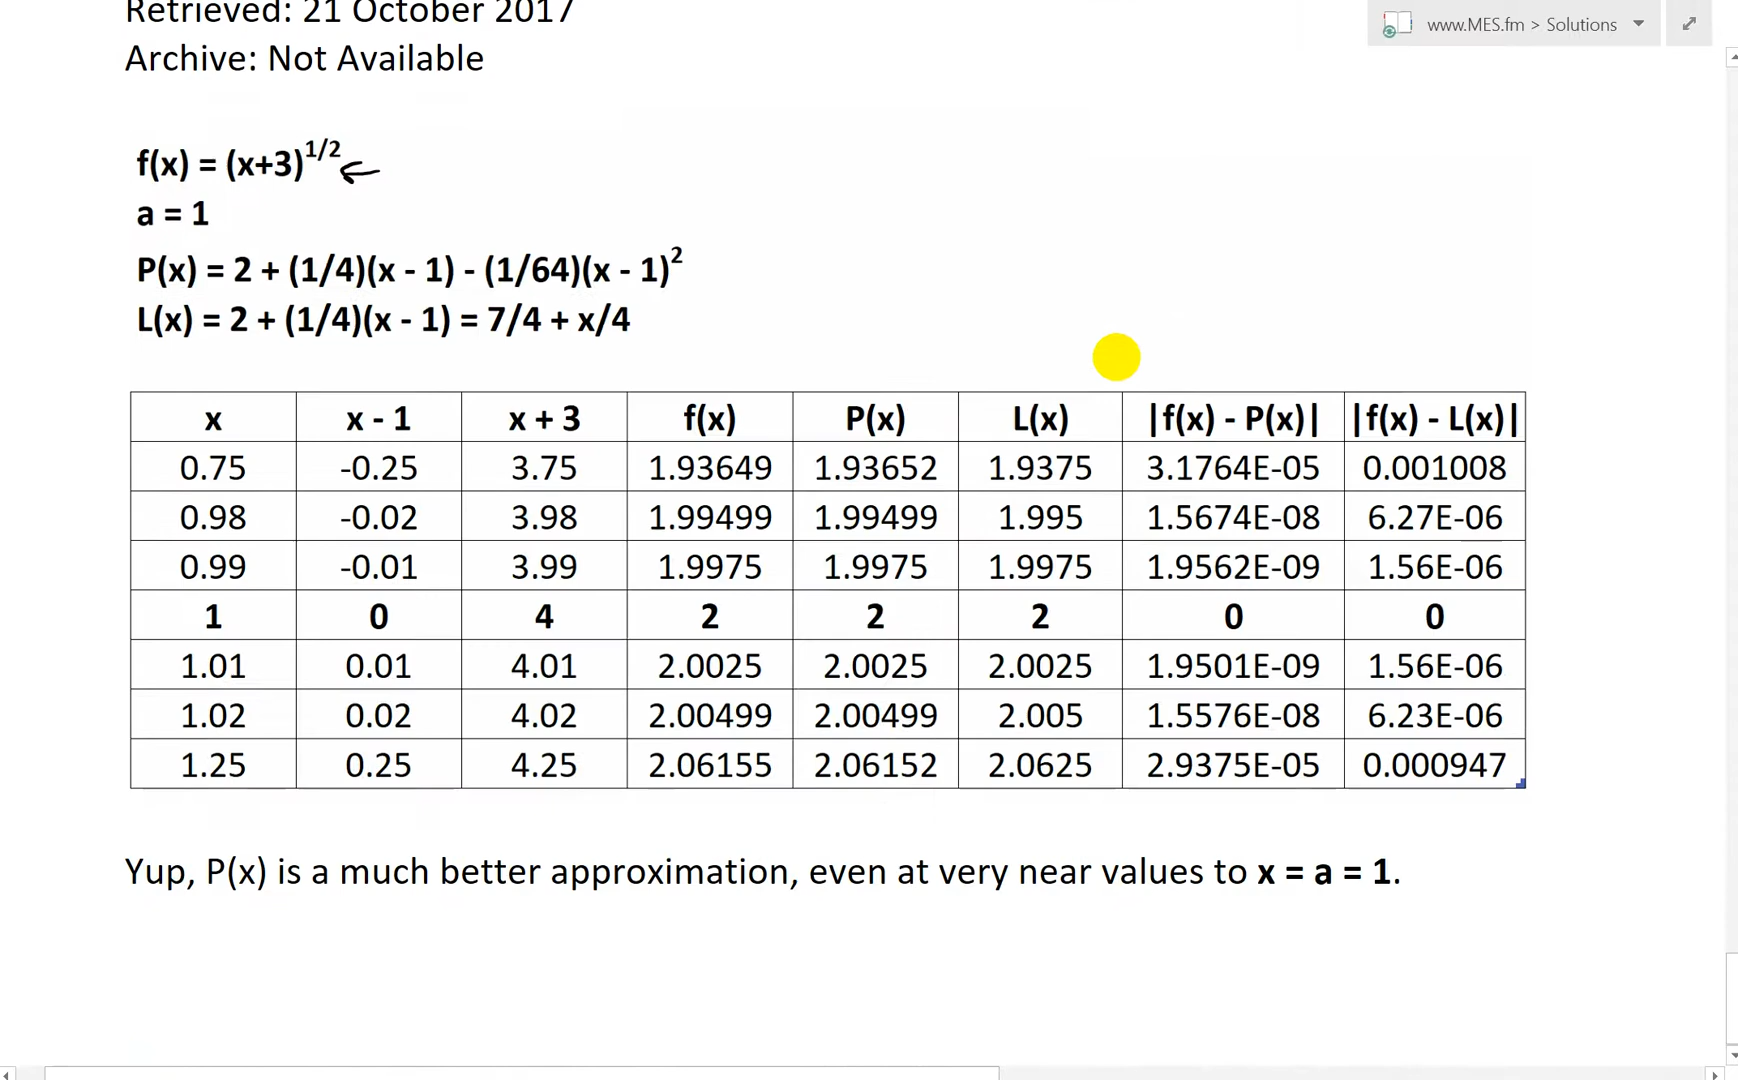 Retrieved: 21 October 2017
www.MES.fm > Solutions
Archive: Not Available
f(x) = (x+3)^1/2
a = 1
P(x) = 2 + (1/4)(x - 1) - (1/64)(x - 1)^2
L(x) = 2 + (1/4)(x - 1) = 7/4 + x/4
x x - 1 x + 3 f(x) P(x) L(x) |f(x) - P(x)| |f(x) - L(x)|
0.75 -0.25 3.75 1.93649 1.93652 1.9375 3.1764E-05 0.001008
0.98 -0.02 3.98 1.99499 1.99499 1.995 1.5674E-08 6.27E-06
0.99 -0.01 3.99 1.9975 1.9975 1.9975 1.9562E-09 1.56E-06
1 0 4 2 2 2 0 0
1.01 0.01 4.01 2.0025 2.0025 2.0025 1.9501E-09 1.56E-06
1.02 0.02 4.02 2.00499 2.00499 2.005 1.5576E-08 6.23E-06
1.25 0.25 4.25 2.06155 2.06152 2.0625 2.9375E-05 0.000947
Yup, P(x) is a much better approximation, even at very near values to x = a = 1.